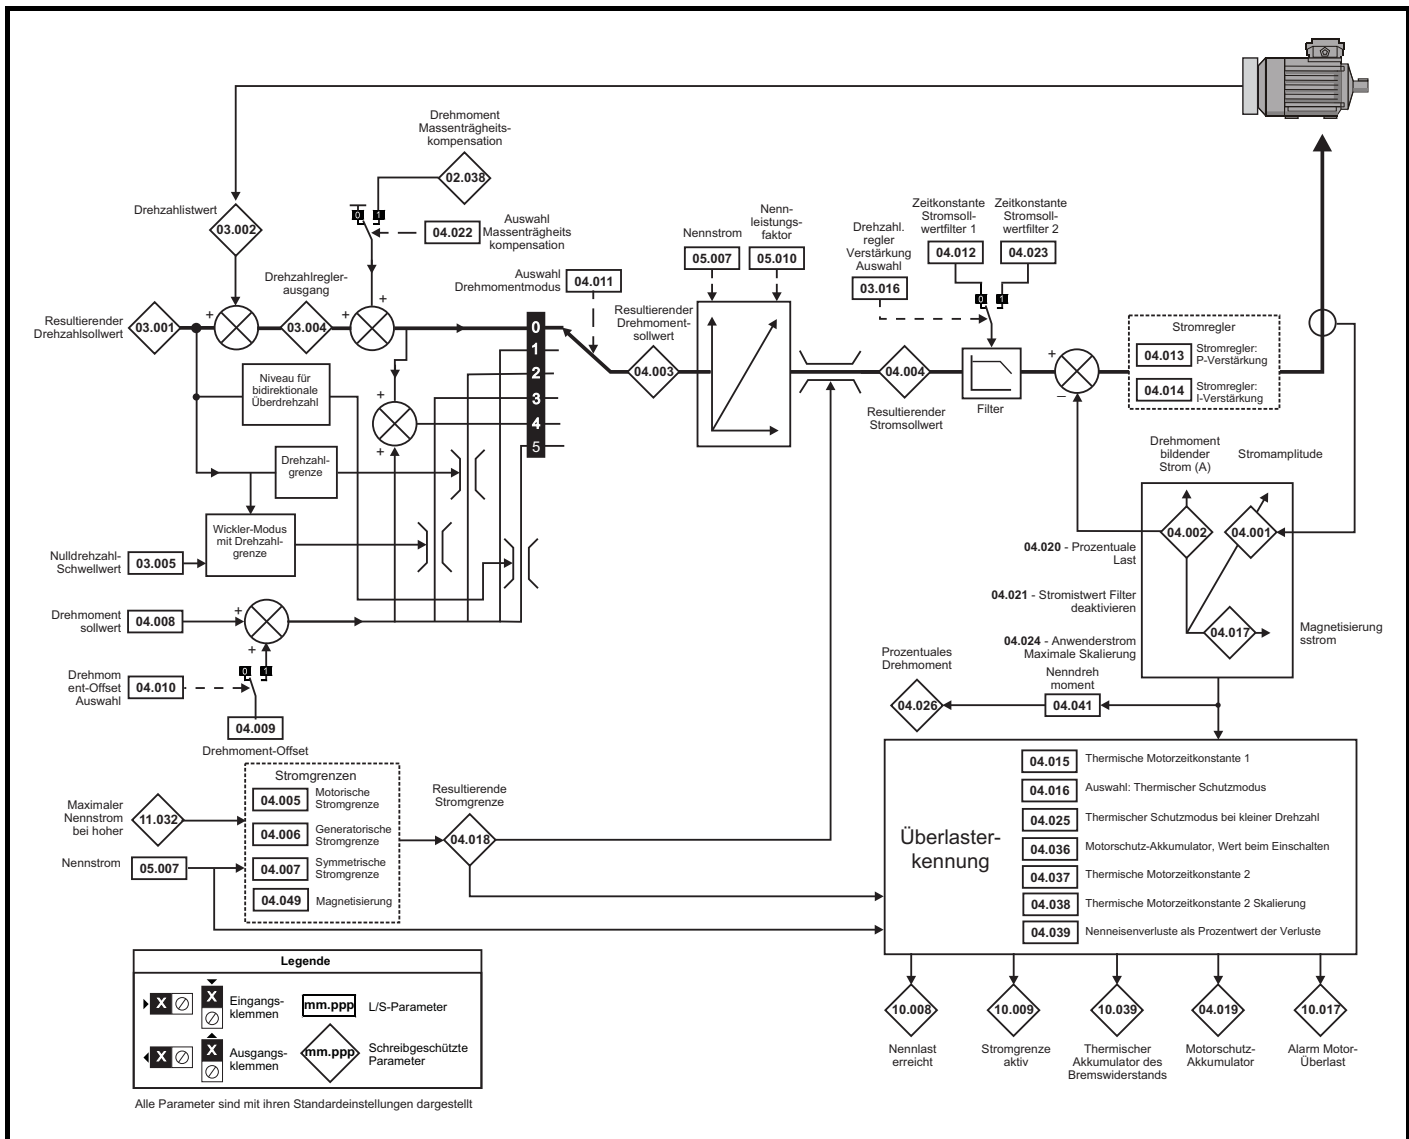 Drehmoment
Massenträgheits-
kompensation
02.038
Drehzahlistwert
03.002
0 1
04.022
Auswahl
Massenträgheits
kompensation
Drehzahlregler-
ausgang
Resultierender
Drehzahlsollwert
03.001
+
03.004
+
+
Auswahl
Drehmomentmodus
04.011
Resultierender
Drehmoment-
sollwert
04.003
0
1
2
3
4
5
Nennstrom
05.007
Nenn-
leistungs-
faktor
05.010
Drehzahl.
regler
Verstärkung
Auswahl
03.016
Zeitkonstante
Stromsoll-
wertfilter 1
04.012
Zeitkonstante
Stromsoll-
wertfilter 2
04.023
0 1
04.004
Resultierender
Stromsollwert
Filter
+
–
Stromregler
04.013
Stromregler:
P-Verstärkung
04.014
Stromregler:
I-Verstärkung
Niveau für
bidirektionale
Überdrehzahl
+
+
Drehzahl-
grenze
Wickler-Modus
mit Drehzahl-
grenze
Nulldrehzahl-
Schwellwert
03.005
Drehmoment
sollwert
04.008
+
+
0 1
Drehmom
ent-Offset
Auswahl
04.010
04.009
Drehmoment-Offset
Drehmoment
bildender
Strom (A)
Stromamplitude
04.002
04.001
04.017
Magnetisierung
sstrom
04.020 - Prozentuale
Last
04.021 - Stromistwert Filter
deaktivieren
04.024 - Anwenderstrom
Maximale Skalierung
Prozentuales
Drehmoment
04.026
Nenndreh
moment
04.041
Maximaler
Nennstrom
bei hoher
11.032
Nennstrom
05.007
Stromgrenzen
04.005
Motorische
Stromgrenze
04.006
Generatorische
Stromgrenze
04.007
Symmetrische
Stromgrenze
04.049
Magnetisierung
Resultierende
Stromgrenze
04.018
Überlaster-
kennung
04.015 Thermische Motorzeitkonstante 1
04.016 Auswahl: Thermischer Schutzmodus
04.025 Thermischer Schutzmodus bei kleiner Drehzahl
04.036 Motorschutz-Akkumulator, Wert beim Einschalten
04.037 Thermische Motorzeitkonstante 2
04.038 Thermische Motorzeitkonstante 2 Skalierung
04.039 Nenneisenverluste als Prozentwert der Verluste
10.008
Nennlast
erreicht
10.009
Stromgrenze
aktiv
10.039
Thermischer
Akkumulator des
Bremswiderstands
04.019
Motorschutz-
Akkumulator
10.017
Alarm Motor-
Überlast
Legende
X X
Eingangs-
klemmen
mm.ppp
L/S-Parameter
X X
Ausgangs-
klemmen
mm.ppp
Schreibgeschützte
Parameter
Alle Parameter sind mit ihren Standardeinstellungen dargestellt